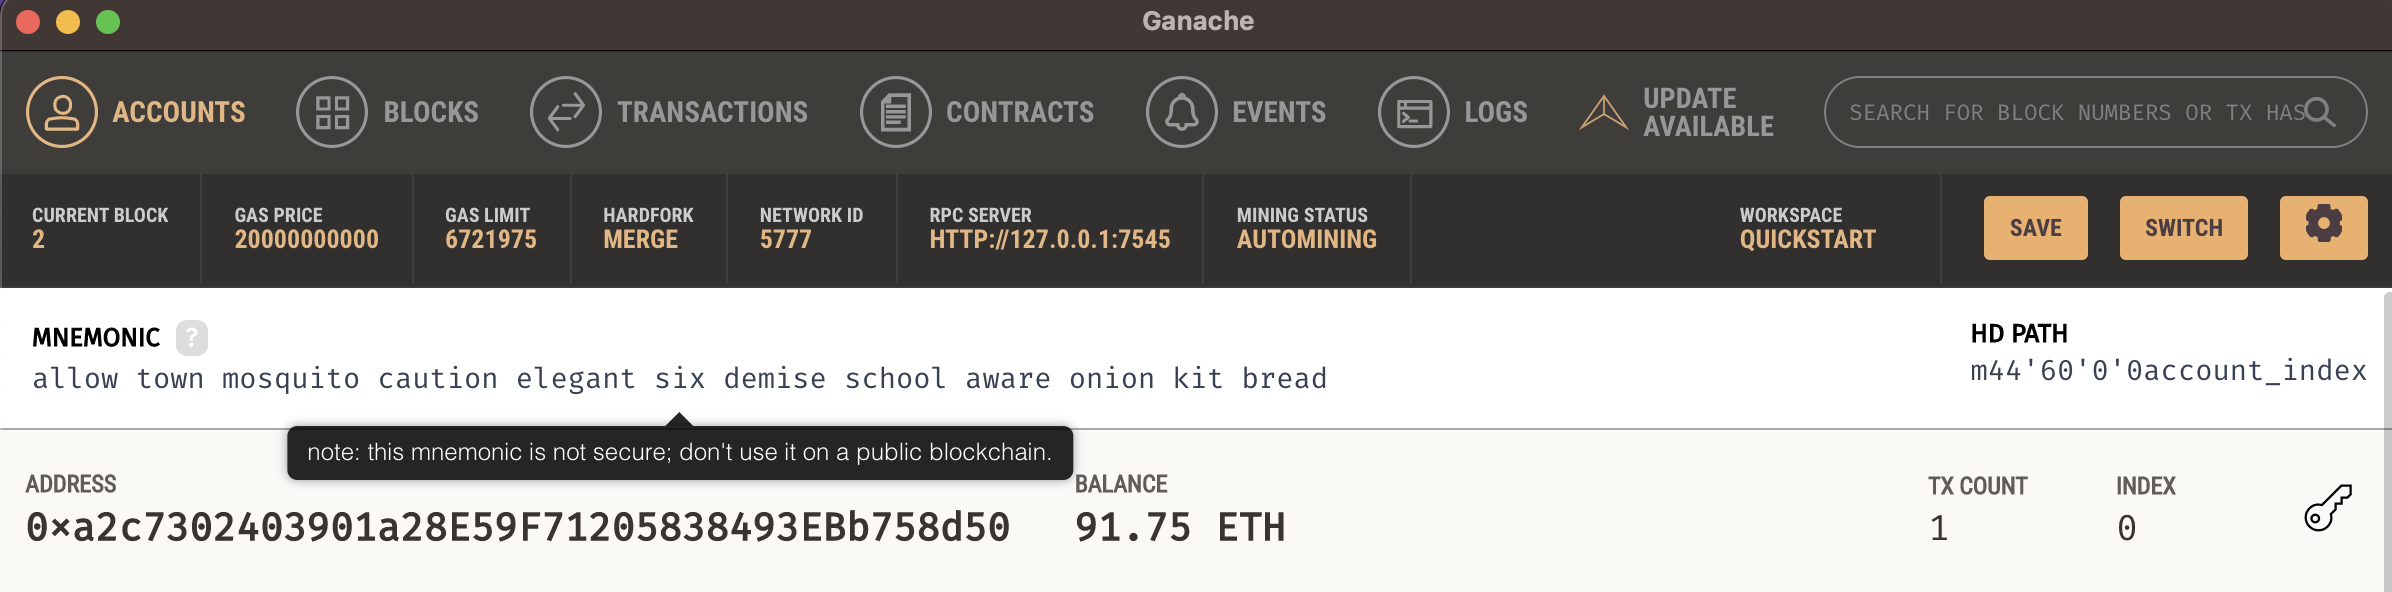 Ganache
ACCOUNTS BLOCKS TRANSACTIONS CONTRACTS EVENTS LOGS UPDATE AVAILABLE SEARCH FOR BLOCK NUMBERS OR TX HAS
CURRENT BLOCK
2
GAS PRICE
20000000000
GAS LIMIT
6721975
HARDFORK
MERGE
NETWORK ID
5777
RPC SERVER
HTTP://127.0.0.1:7545
MINING STATUS
AUTOMINING
WORKSPACE
QUICKSTART
SAVE
SWITCH
MNEMONIC ?
allow town mosquito caution elegant six demise school aware onion kit bread
HD PATH
m44'60'0'0account_index
note: this mnemonic is not secure; don't use it on a public blockchain.
ADDRESS
0xa2c7302403901a28E59F71205838493EBb758d50
BALANCE
91.75 ETH
TX COUNT
1
INDEX
0